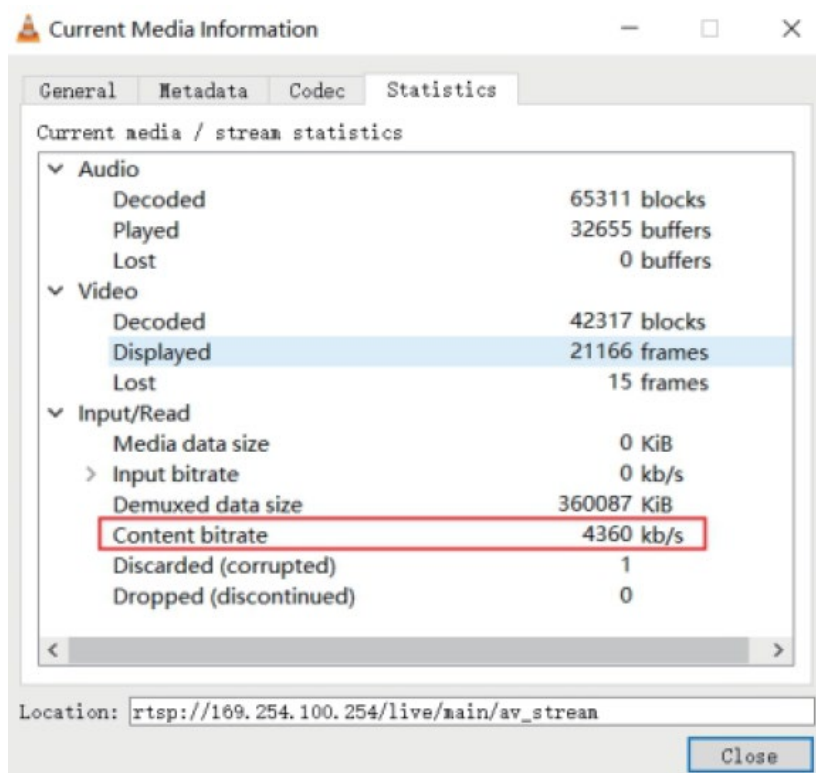 Current Media Information
General Metadata Codec Statistics
Current media / stream statistics
Audio
Decoded 65311 blocks
Played 32655 buffers
Lost 0 buffers
Video
Decoded 42317 blocks
Displayed 21166 frames
Lost 15 frames
Input/Read
Media data size 0 KiB
Input bitrate 0 kb/s
Demuxed data size 360087 KiB
Content bitrate 4360 kb/s
Discarded (corrupted) 1
Dropped (discontinued) 0
Location: rtsp://169.254.100.254/live/main/av_stream
Close